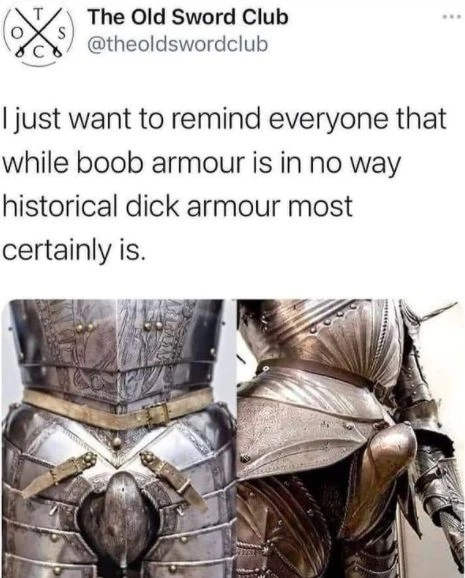 T
O S
C
The Old Sword Club
@theoldswordclub
I just want to remind everyone that
while boob armour is in no way
historical dick armour most
certainly is.